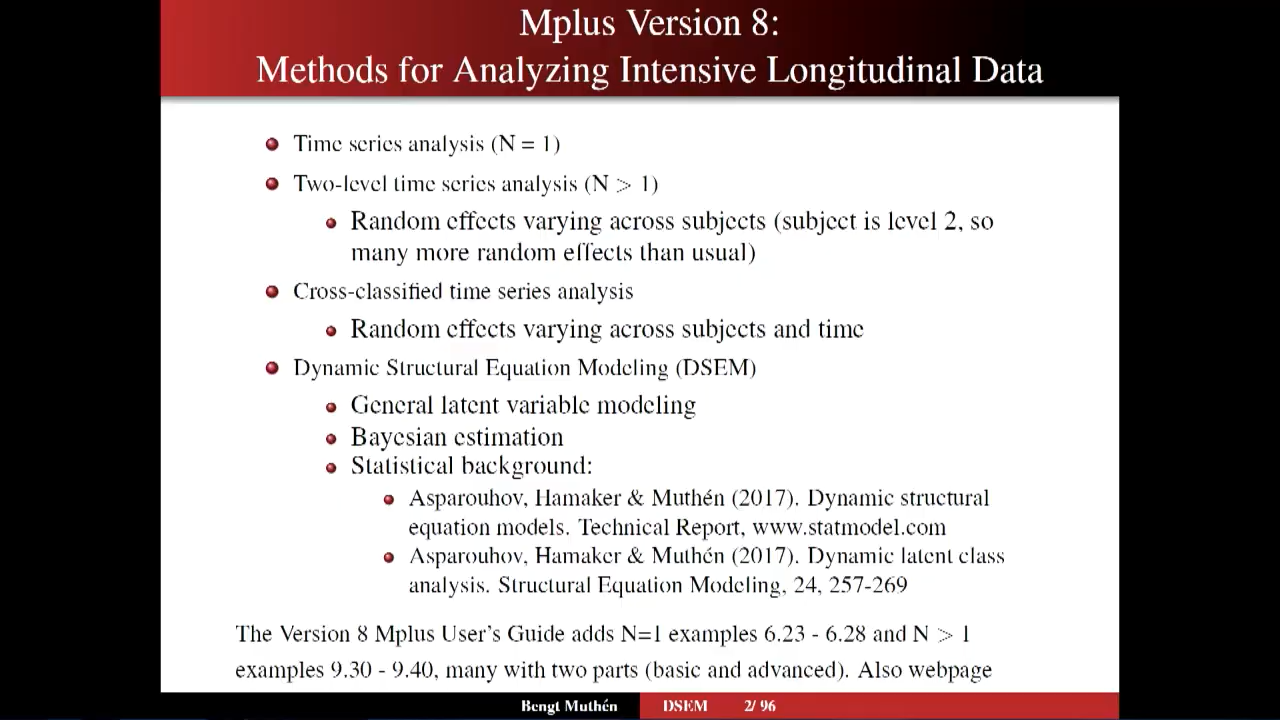 Mplus Version 8:
Methods for Analyzing Intensive Longitudinal Data
Time series analysis (N = 1)
Two-level time series analysis (N > 1)
Random effects varying across subjects (subject is level 2, so
many more random effects than usual)
Cross-classified time series analysis
Random effects varying across subjects and time
Dynamic Structural Equation Modeling (DSEM)
General latent variable modeling
Bayesian estimation
Statistical background:
Asparouhov, Hamaker & Muthén (2017). Dynamic structural
equation models. Technical Report, www.statmodel.com
Asparouhov, Hamaker & Muthén (2017). Dynamic latent class
analysis. Structural Equation Modeling, 24, 257-269
The Version 8 Mplus User's Guide adds N=1 examples 6.23 - 6.28 and N > 1
examples 9.30 - 9.40, many with two parts (basic and advanced). Also webpage
Bengt Muthén DSEM 2/ 96